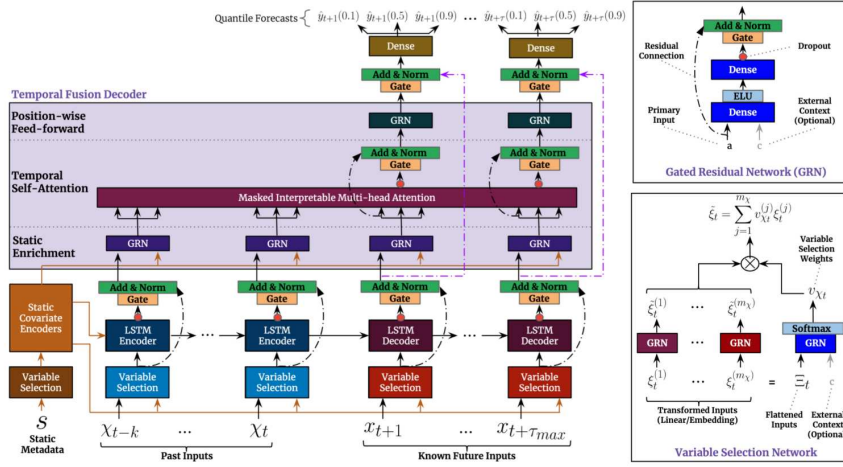 Quantile Forecasts { ŷt+1(0.1) ŷt+1(0.5) ŷt+1(0.9) ... ŷt+τ(0.1) ŷt+τ(0.5) ŷt+τ(0.9)
Dense Dense
Add & Norm Add & Norm
Gate Gate
Temporal Fusion Decoder
Position-wise
Feed-forward
GRN GRN
Add & Norm Add & Norm
Gate Gate
Temporal
Self-Attention
Masked Interpretable Multi-head Attention
Static
Enrichment
GRN GRN GRN GRN
Add & Norm Add & Norm Add & Norm Add & Norm
Gate Gate Gate Gate
Static
Covariate
Encoders
LSTM
Encoder
...
LSTM
Encoder
LSTM
Decoder
...
LSTM
Decoder
Variable
Selection
Variable
Selection
Variable
Selection
Variable
Selection
Variable
Selection
s
Static
Metadata
χt−k ... χt
Past Inputs
xt+1 ... xt+τmax
Known Future Inputs
Add & Norm
Gate
Residual
Connection
Dropout
Dense
ELU
Dense
Primary
Input
External
Context
(Optional)
a c
Gated Residual Network (GRN)
ξ̃t = ∑j=1mχ vχt(j) ξ̃t(j)
Variable
Selection
Weights
vχt
ξ̃t(1) ... ξ̃t(mχ)
Softmax
GRN ... GRN GRN
ξt(1) ... ξt(mχ) = Ξt c
Transformed Inputs
(Linear/Embedding)
Flattened
Inputs
External
Context
(Optional)
Variable Selection Network